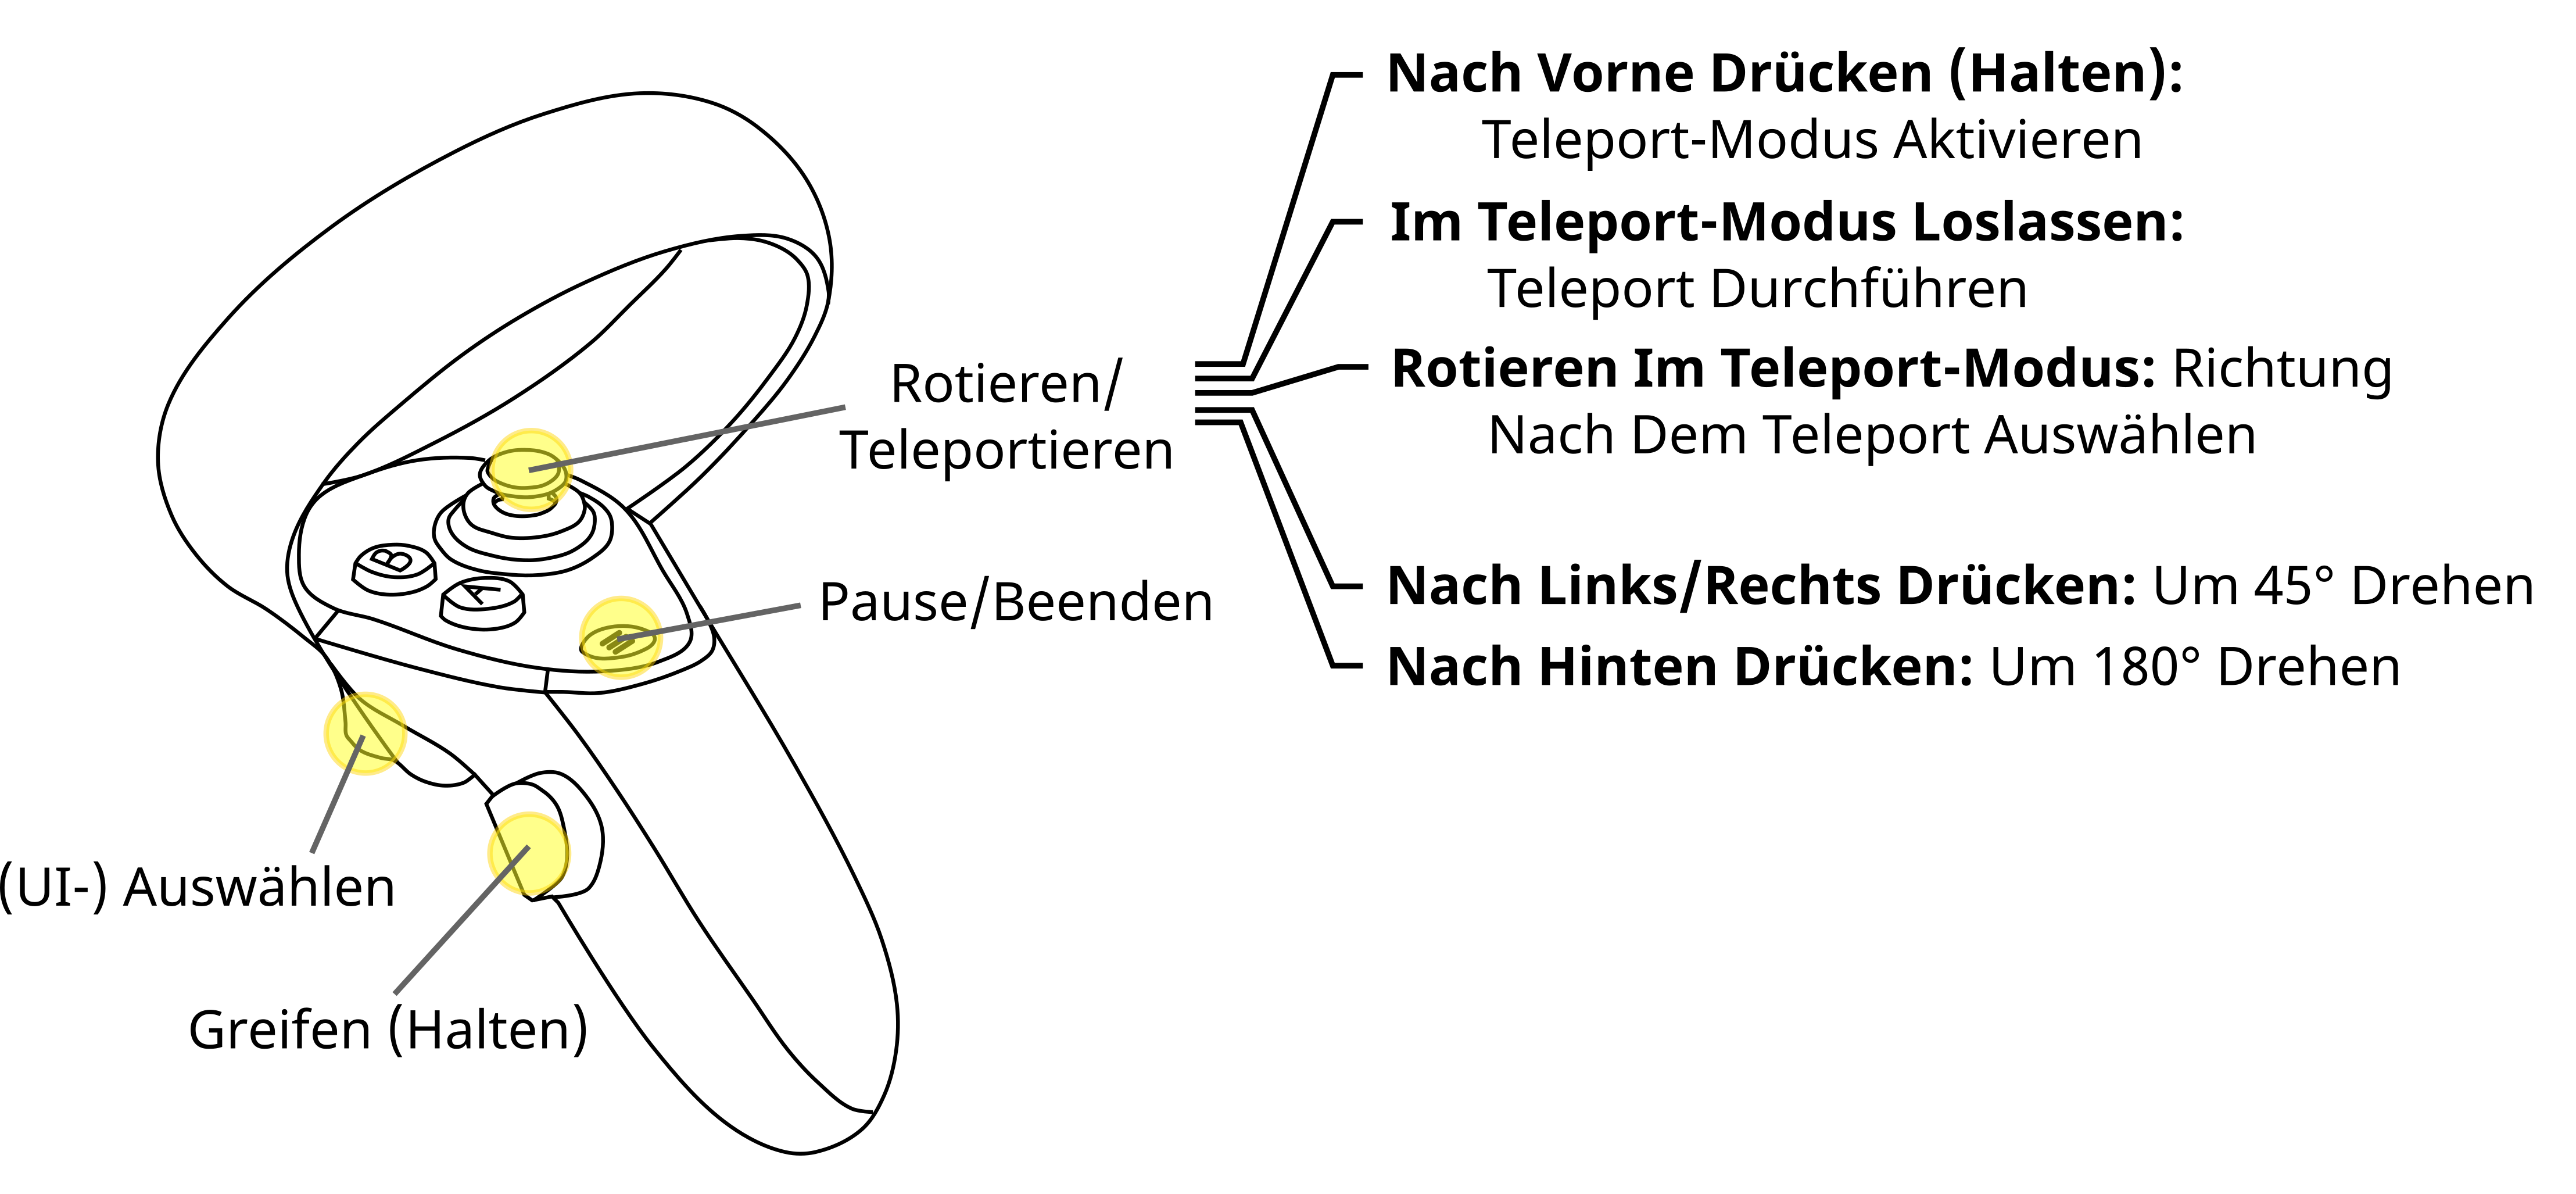 Nach Vorne Drücken (Halten):
Teleport-Modus Aktivieren
Im Teleport-Modus Loslassen:
Teleport Durchführen
Rotieren Im Teleport-Modus: Richtung
Nach Dem Teleport Auswählen
Nach Links/Rechts Drücken: Um 45° Drehen
Nach Hinten Drücken: Um 180° Drehen
Rotieren/
Teleportieren
B
A
Pause/Beenden
(UI-) Auswählen
Greifen (Halten)